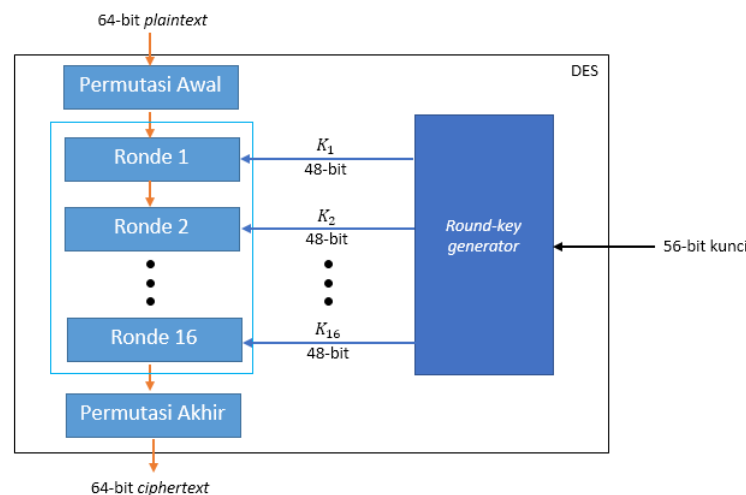 64-bit plaintext
DES
Permutasi Awal
Ronde 1
K₁
48-bit
Ronde 2
K₂
48-bit
Round-key
generator
56-bit kunci
Ronde 16
K₁₆
48-bit
Permutasi Akhir
64-bit ciphertext